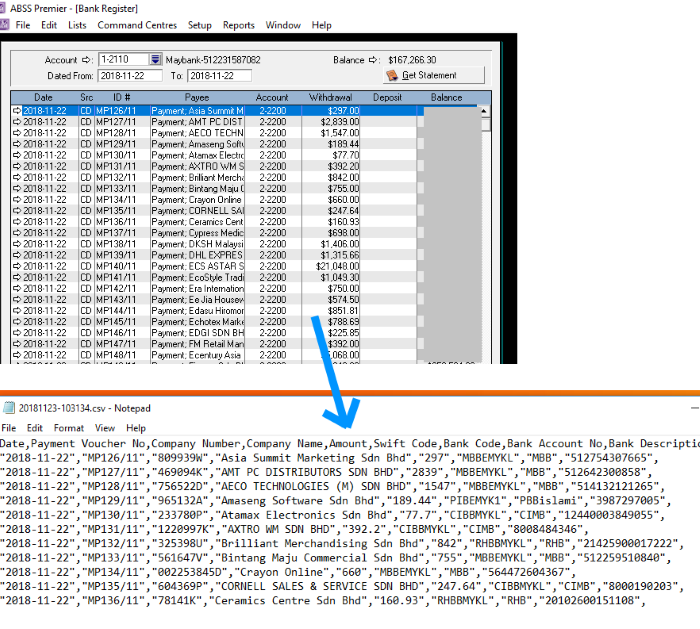 ABSS Premier - [Bank Register]
File Edit Lists Command Centres Setup Reports Window Help
Account : 1-2110 Maybank-512231587082 Balance : $167,266.30
Dated From: 2018-11-22 To: 2018-11-22 Get Statement
Date Src ID # Payee Account Withdrawal Deposit Balance
2018-11-22 CD MP126/11 Payment; Asia Summit M 2-2200 $297.00
2018-11-22 CD MP127/11 Payment; AMT PC DIST 2-2200 $2,839.00
2018-11-22 CD MP128/11 Payment; AECO TECHN 2-2200 $1,547.00
2018-11-22 CD MP129/11 Payment; Amaseng Softw 2-2200 $189.44
2018-11-22 CD MP130/11 Payment; Atamax Electro 2-2200 $77.70
2018-11-22 CD MP131/11 Payment; AXTRO WM S 2-2200 $392.20
2018-11-22 CD MP132/11 Payment; Brilliant Mercha 2-2200 $842.00
2018-11-22 CD MP133/11 Payment; Bintang Maju C 2-2200 $755.00
2018-11-22 CD MP134/11 Payment; Crayon Online 2-2200 $660.00
2018-11-22 CD MP135/11 Payment; CORNELL SAL 2-2200 $247.64
2018-11-22 CD MP136/11 Payment; Ceramics Cent 2-2200 $160.93
2018-11-22 CD MP137/11 Payment; Cypress Medic 2-2200 $698.00
2018-11-22 CD MP138/11 Payment; DKSH Malaysi 2-2200 $1,406.00
2018-11-22 CD MP139/11 Payment; DHL EXPRES 2-2200 $1,315.66
2018-11-22 CD MP140/11 Payment; ECS ASTAR S 2-2200 $21,048.00
2018-11-22 CD MP141/11 Payment; EcoStyle Tradi 2-2200 $1,049.30
2018-11-22 CD MP142/11 Payment; Era Internation 2-2200 $750.00
2018-11-22 CD MP143/11 Payment; Ee Jia Housew 2-2200 $574.50
2018-11-22 CD MP144/11 Payment; Edasu Hiromor 2-2200 $851.81
2018-11-22 CD MP145/11 Payment; Echotex Marke 2-2200 $788.69
2018-11-22 CD MP146/11 Payment; EDGI SDN BH 2-2200 $225.85
2018-11-22 CD MP147/11 Payment; FM Retail Man 2-2200 $392.00
2018-11-22 CD MP148/11 Payment; Ecentury Asia 2-2200 ,068.00
20181123-103134.csv - Notepad
File Edit Format View Help
Date,Payment Voucher No,Company Number,Company Name,Amount,Swift Code,Bank Code,Bank Account No,Bank Descriptio
"2018-11-22","MP126/11","809939W","Asia Summit Marketing Sdn Bhd","297","MBBEMYKL","MBB","512754307665",
"2018-11-22","MP127/11","469094K","AMT PC DISTRIBUTORS SDN BHD","2839","MBBEMYKL","MBB","512642300858",
"2018-11-22","MP128/11","756522D","AECO TECHNOLOGIES (M) SDN BHD","1547","MBBEMYKL","MBB","514132121265",
"2018-11-22","MP129/11","965132A","Amaseng Software Sdn Bhd","189.44","PIBEMYK1","PBBislami","3987297005",
"2018-11-22","MP130/11","233780P","Atamax Electronics Sdn Bhd","77.7","CIBBMYKL","CIMB","12440003849055",
"2018-11-22","MP131/11","1220997K","AXTRO WM SDN BHD","392.2","CIBBMYKL","CIMB","8008484346",
"2018-11-22","MP132/11","325398U","Brilliant Merchandising Sdn Bhd","842","RHBBMYKL","RHB","21425900017222",
"2018-11-22","MP133/11","561647V","Bintang Maju Commercial Sdn Bhd","755","MBBEMYKL","MBB","512259510840",
"2018-11-22","MP134/11","002253845D","Crayon Online","660","MBBEMYKL","MBB","564472604367",
"2018-11-22","MP135/11","604369P","CORNELL SALES & SERVICE SDN BHD","247.64","CIBBMYKL","CIMB","8000190203",
"2018-11-22","MP136/11","78141K","Ceramics Centre Sdn Bhd","160.93","RHBBMYKL","RHB","20102600151108",